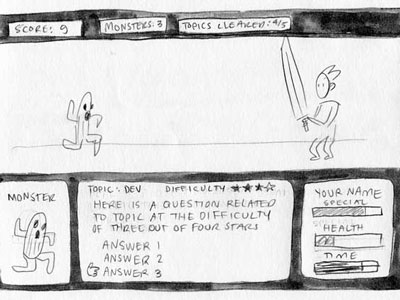 SCORE: 9
MONSTERS: 3
TOPICS CLEARED: 4/5
MONSTER
TOPIC: DEV
DIFFICULTY ★★★☆
HERE IS A QUESTION RELATED
TO TOPIC AT THE DIFFICULTY
OF THREE OUT OF FOUR STARS
ANSWER 1
ANSWER 2
ANSWER 3
YOUR NAME
SPECIAL
HEALTH
TIME